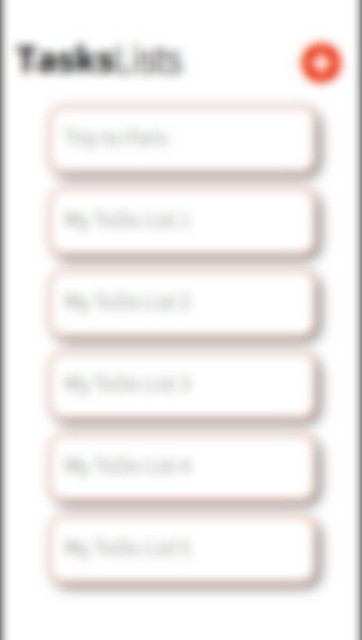 TasksLists
Trip to Paris
My ToDo List 1
My ToDo List 2
My ToDo List 3
My ToDo List 4
My ToDo List 5